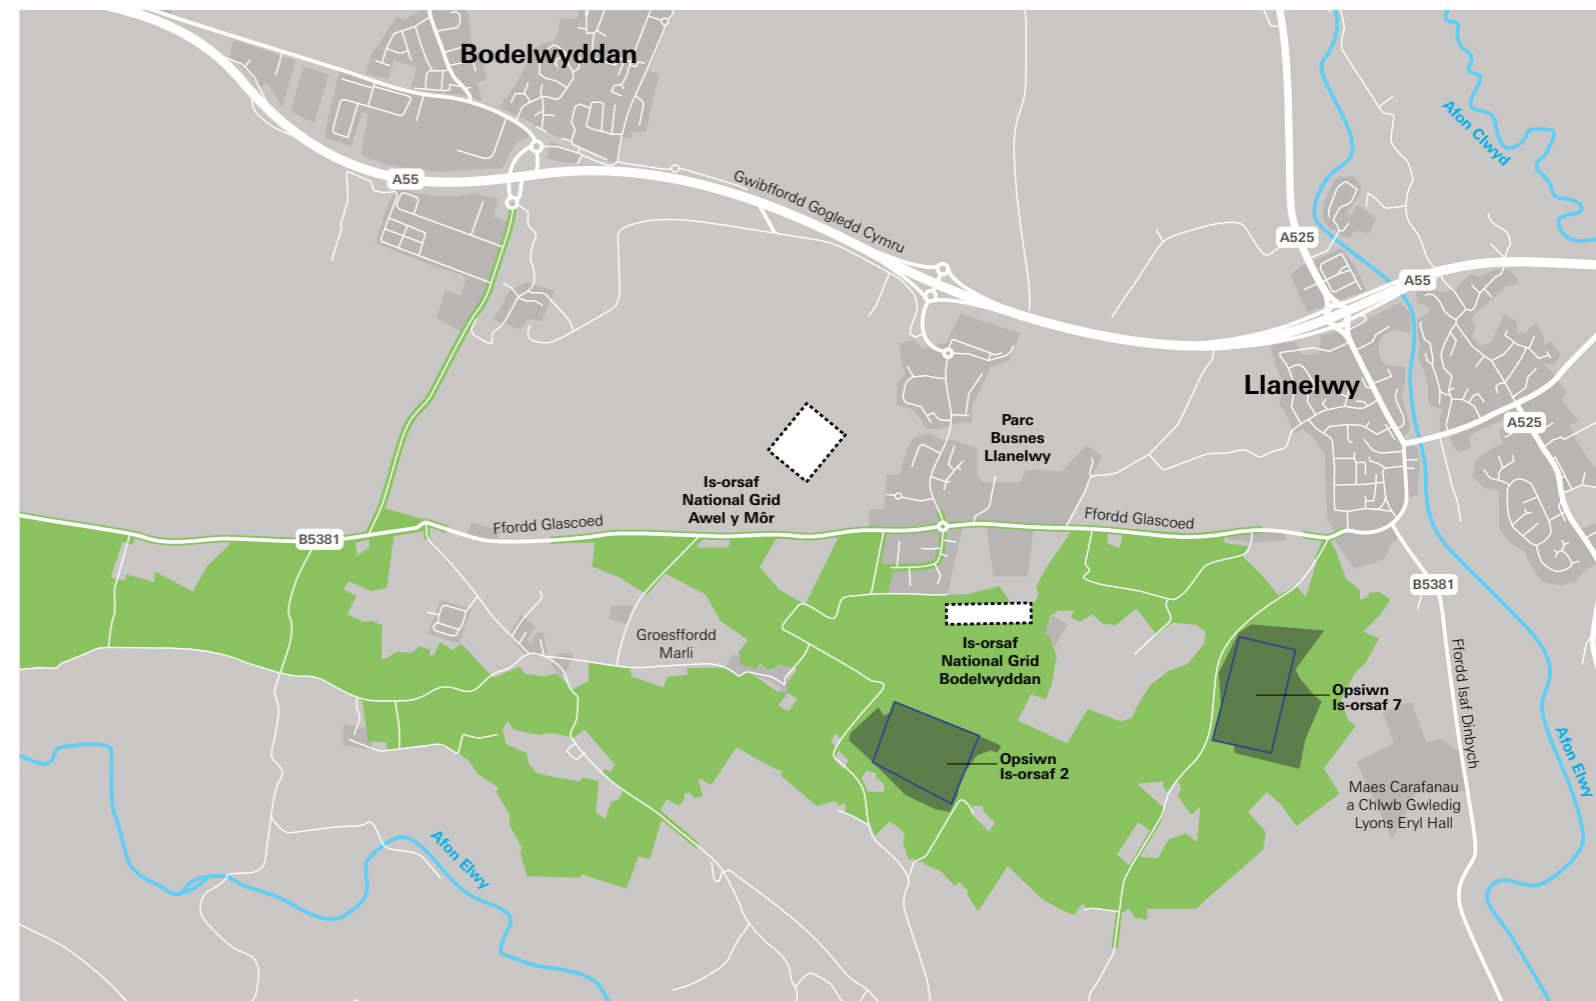 Bodelwyddan
Afon Clwyd
A55
Gwibffordd Gogledd Cymru
A525
A55
Llanelwy
A525
Parc
Busnes
Llanelwy
Is-orsaf
National Grid
Awel y Môr
Ffordd Glascoed
Ffordd Glascoed
B5381
B5381
Groesffordd
Marli
Is-orsaf
National Grid
Bodelwyddan
Ffordd Isaf Dinbych
Opsiwn
Is-orsaf 7
Opsiwn
Is-orsaf 2
Afon Elwy
Maes Carafanau
a Chlwb Gwledig
Lyons Eryl Hall
Afon Elwy